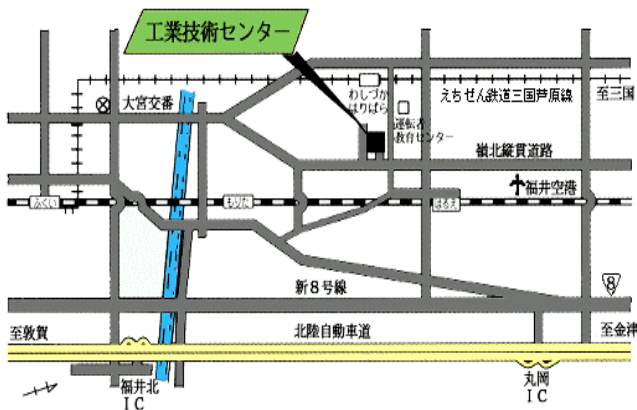 工業技術センター
大宮交番
わしづか
はりばら
えちぜん鉄道三国芦原線
至三国
運転者
教育センター
嶺北縦貫道路
福井空港
ふくい
もりた
はるえ
新8号線
8
至敦賀
北陸自動車道
至金津
福井北
IC
丸岡
IC